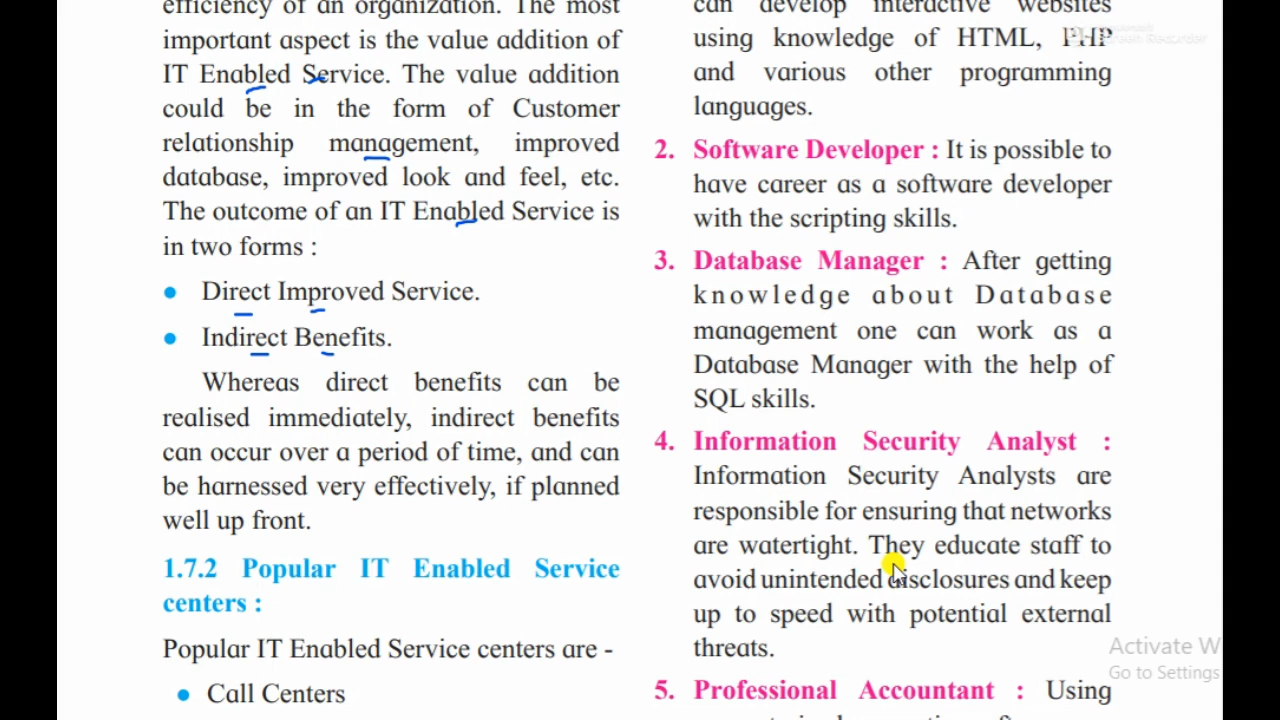 efficiency of an organization. The most
important aspect is the value addition of
IT Enabled Service. The value addition
could be in the form of Customer
relationship management, improved
database, improved look and feel, etc.
The outcome of an IT Enabled Service is
in two forms :
• Direct Improved Service.
• Indirect Benefits.
Whereas direct benefits can be
realised immediately, indirect benefits
can occur over a period of time, and can
be harnessed very effectively, if planned
well up front.
1.7.2 Popular IT Enabled Service
centers :
Popular IT Enabled Service centers are -
• Call Centers
can develop interactive websites
using knowledge of HTML, PHP
and various other programming
languages.
2. Software Developer : It is possible to
have career as a software developer
with the scripting skills.
3. Database Manager : After getting
knowledge about Database
management one can work as a
Database Manager with the help of
SQL skills.
4. Information Security Analyst :
Information Security Analysts are
responsible for ensuring that networks
are watertight. They educate staff to
avoid unintended disclosures and keep
up to speed with potential external
threats.
5. Professional Accountant : Using
Screen Recorder
Activate W
Go to Settings